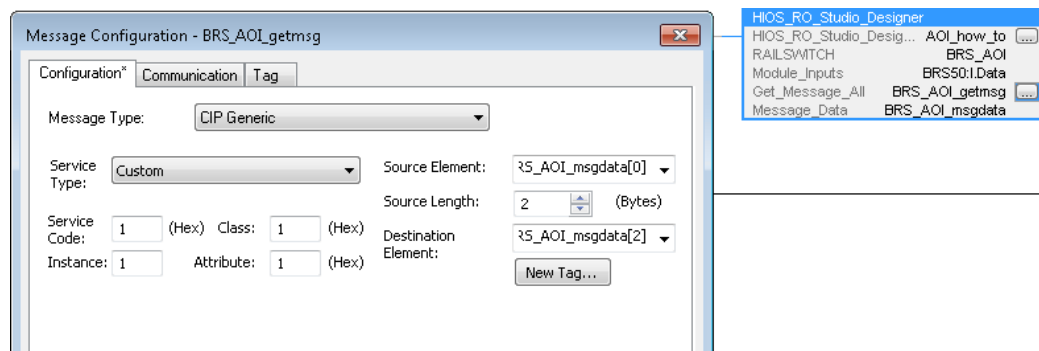 Message Configuration - BRS_AOI_getmsg
Configuration* Communication Tag
Message Type: CIP Generic
Service Type: Custom
Source Element: RS_AOI_msgdata[0]
Source Length: 2 (Bytes)
Service Code: 1 (Hex) Class: 1 (Hex)
Destination Element: RS_AOI_msgdata[2]
Instance: 1 Attribute: 1 (Hex)
New Tag...
HIOS_RO_Studio_Designer
HIOS_RO_Studio_Desig... AOI_how_to ...
RAILSWITCH BRS_AOI
Module_Inputs BRS50:I.Data
Get_Message_All BRS_AOI_getmsg ...
Message_Data BRS_AOI_msgdata